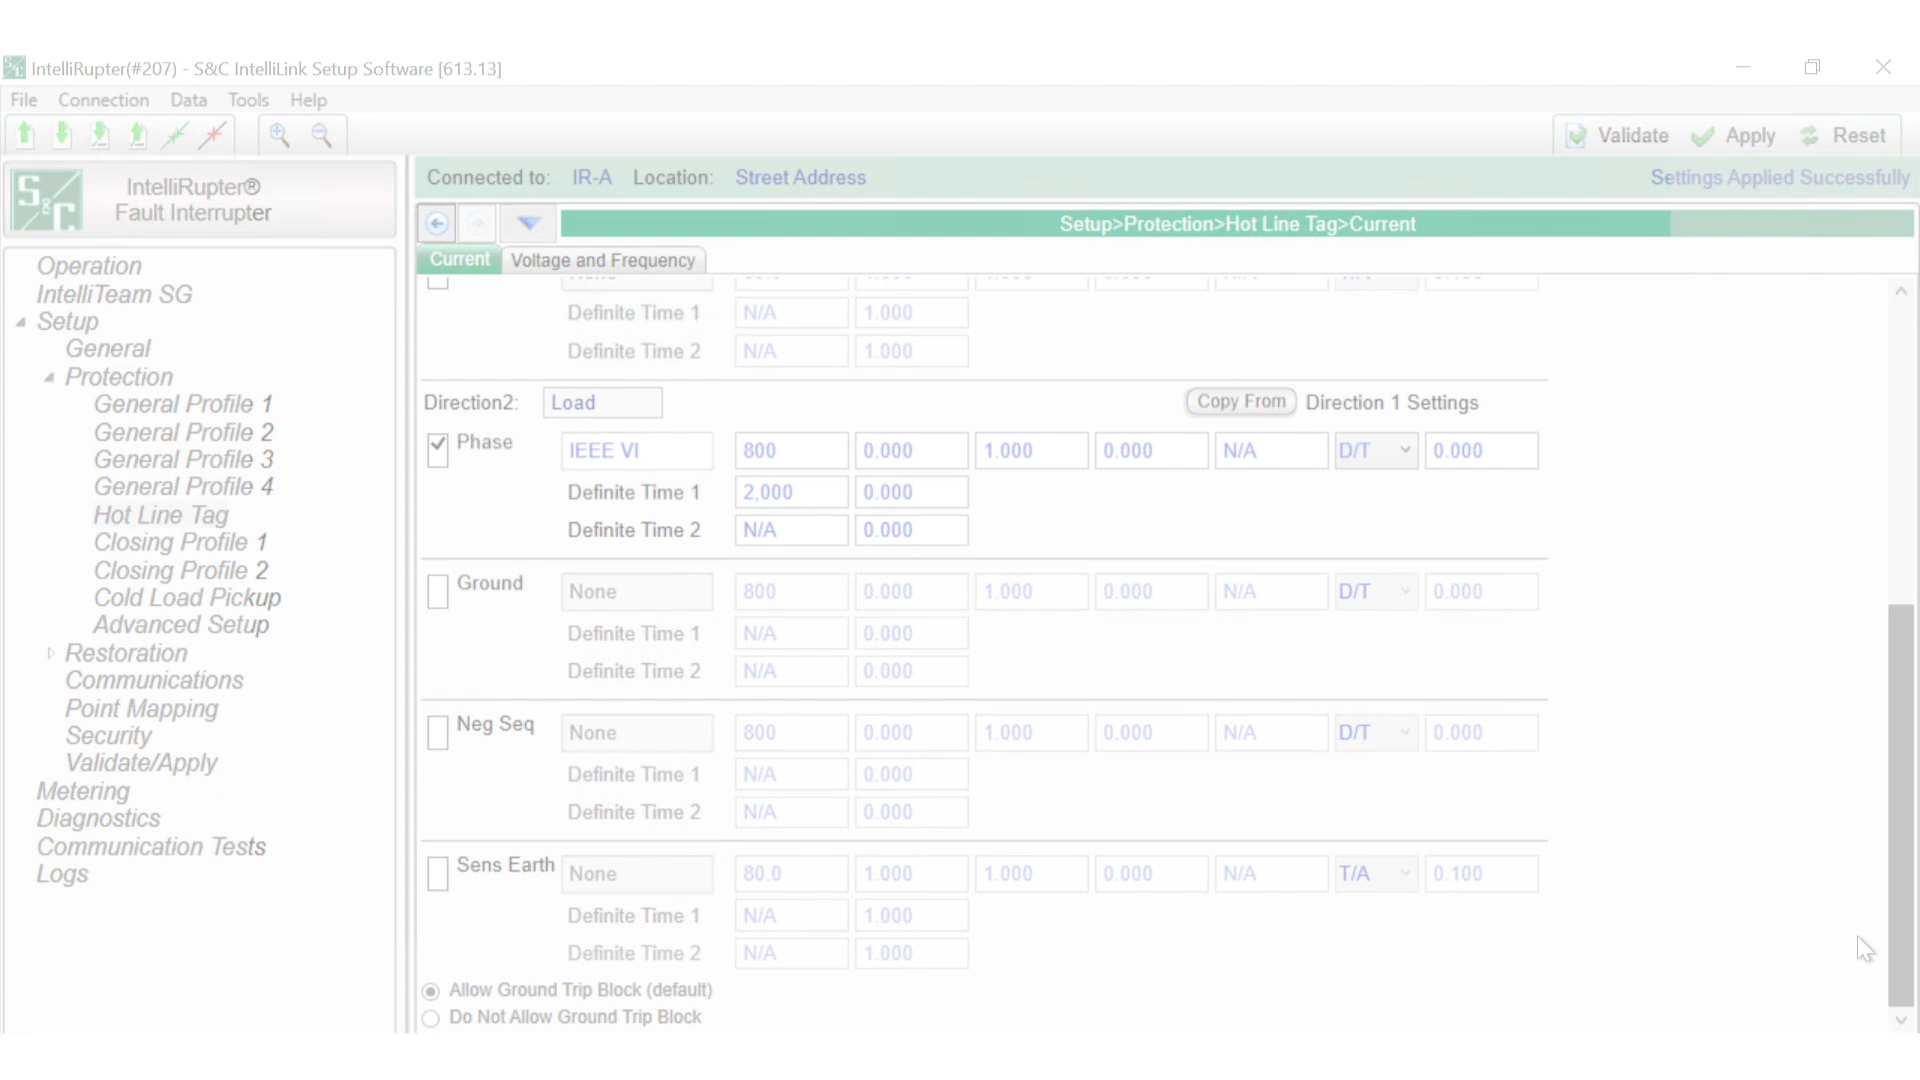 IntelliRupter(#207) - S&C IntelliLink Setup Software [613.13]
File Connection Data Tools Help
Validate Apply Reset
S&C
IntelliRupter®
Fault Interrupter
Connected to: IR-A Location: Street Address Settings Applied Successfully
Setup>Protection>Hot Line Tag>Current
Current Voltage and Frequency
Operation
IntelliTeam SG
Setup
General
Protection
General Profile 1
General Profile 2
General Profile 3
General Profile 4
Hot Line Tag
Closing Profile 1
Closing Profile 2
Cold Load Pickup
Advanced Setup
Restoration
Communications
Point Mapping
Security
Validate/Apply
Metering
Diagnostics
Communication Tests
Logs
Definite Time 1 N/A 1.000
Definite Time 2 N/A 1.000
Direction2: Load Copy From Direction 1 Settings
Phase IEEE VI 800 0.000 1.000 0.000 N/A D/T 0.000
Definite Time 1 2,000 0.000
Definite Time 2 N/A 0.000
Ground None 800 0.000 1.000 0.000 N/A D/T 0.000
Definite Time 1 N/A 0.000
Definite Time 2 N/A 0.000
Neg Seq None 800 0.000 1.000 0.000 N/A D/T 0.000
Definite Time 1 N/A 0.000
Definite Time 2 N/A 0.000
Sens Earth None 80.0 1.000 1.000 0.000 N/A T/A 0.100
Definite Time 1 N/A 1.000
Definite Time 2 N/A 1.000
Allow Ground Trip Block (default)
Do Not Allow Ground Trip Block